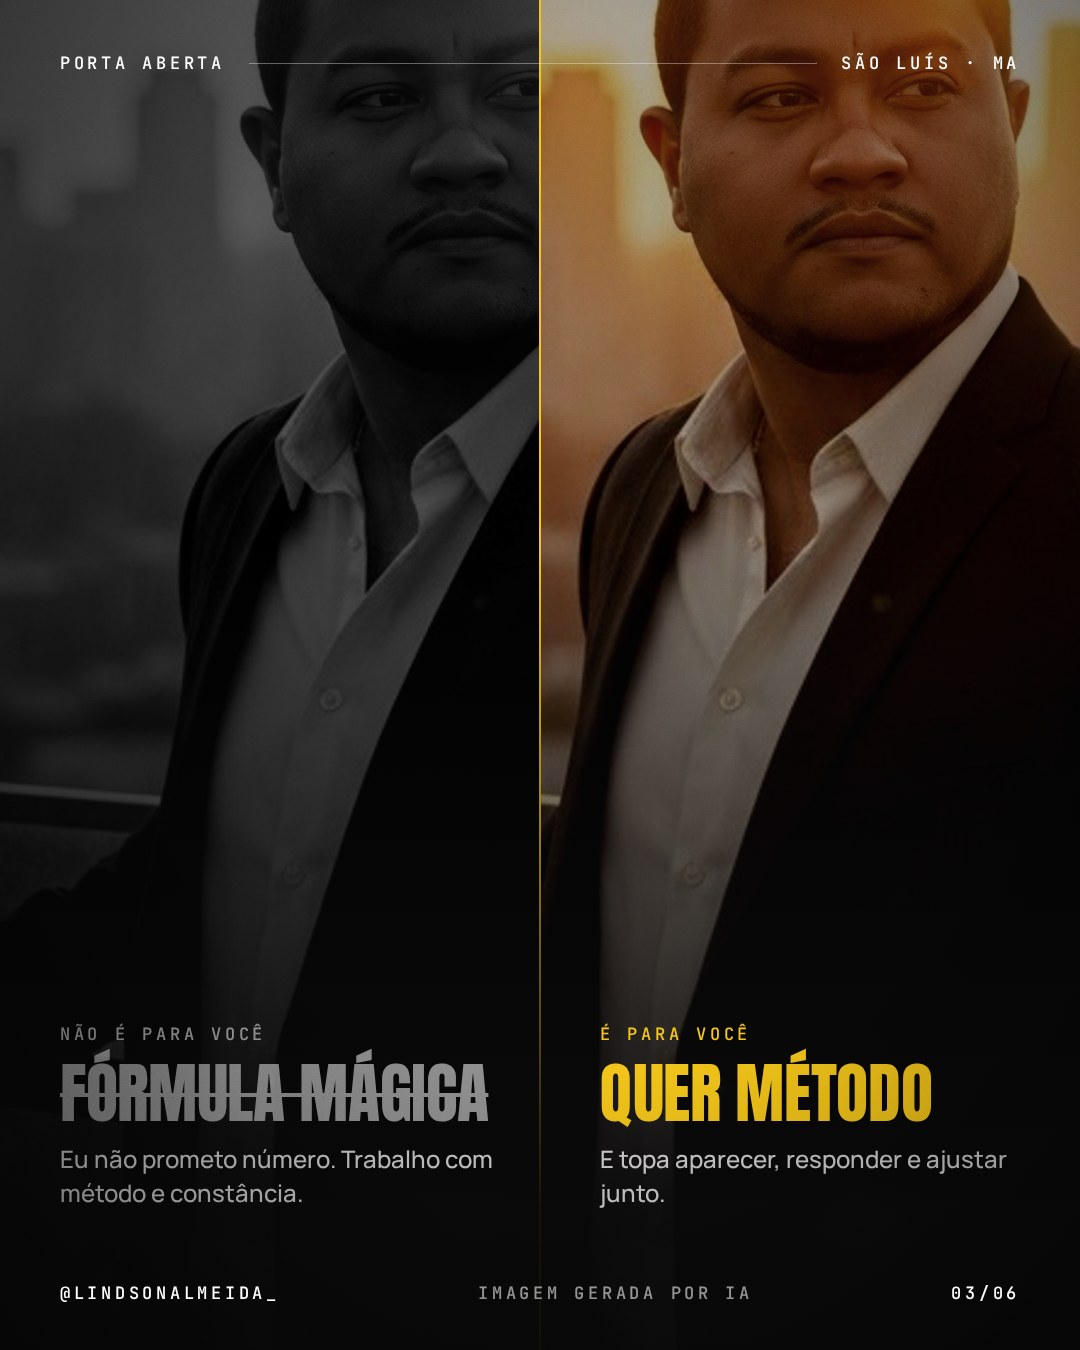 PORTA ABERTA
SÃO LUÍS · MA
NÃO É PARA VOCÊ
FÓRMULA MÁGICA
Eu não prometo número. Trabalho com
método e constância.
É PARA VOCÊ
QUER MÉTODO
E topa aparecer, responder e ajustar
junto.
@LINDSONALMEIDA_
IMAGEM GERADA POR IA
03/06